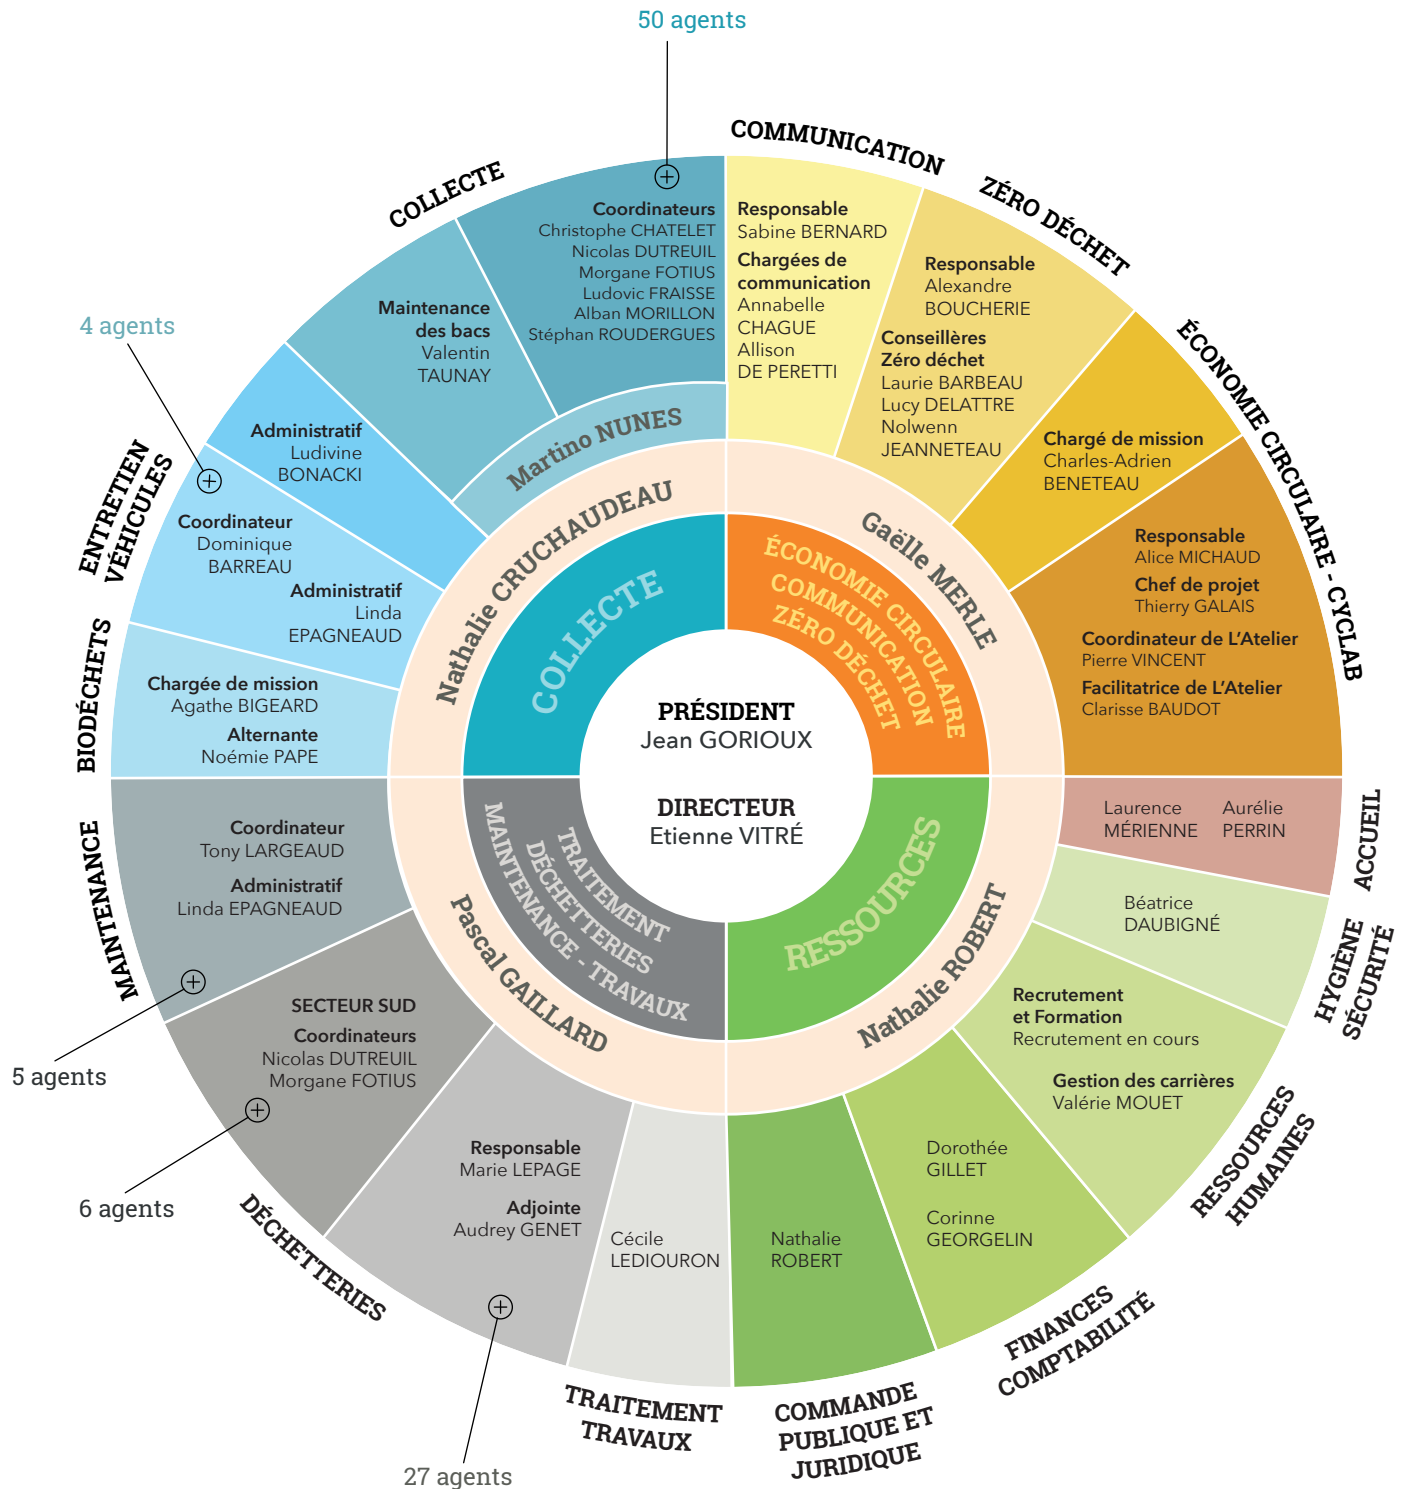 50 agents
COMMUNICATION
COLLECTE
ZÉRO DÉCHET
Coordinateurs
Christophe CHATELET
Nicolas DUTREUIL
Morgane FOTIUS
Ludovic FRAISSE
Alban MORILLON
Stéphan ROUDERGUES
Responsable
Sabine BERNARD
Chargées de
communication
Annabelle
CHAGUE
Allison
DE PERETTI
Responsable
Alexandre
BOUCHERIE
Conseillères
Zéro déchet
Laurie BARBEAU
Lucy DELATTRE
Nolwenn
JEANNETEAU
Maintenance
des bacs
Valentin
TAUNAY
4 agents
ÉCONOMIE CIRCULAIRE - CYCLAB
Chargé de mission
Charles-Adrien
BENETEAU
Martino NUNES
Administratif
Ludivine
BONACKI
ENTRETIEN
VÉHICULES
Coordinateur
Dominique
BARREAU
Administratif
Linda
EPAGNEAUD
Nathalie CRUCHAUDEAU
Gaëlle MERLE
Responsable
Alice MICHAUD
Chef de projet
Thierry GALAIS
Coordinateur de L'Atelier
Pierre VINCENT
Facilitatrice de L'Atelier
Clarisse BAUDOT
COLLECTE
ÉCONOMIE CIRCULAIRE
COMMUNICATION
ZÉRO DÉCHET
BIODÉCHETS
Chargée de mission
Agathe BIGEARD
Alternante
Noémie PAPE
PRÉSIDENT
Jean GORIOUX
DIRECTEUR
Etienne VITRÉ
TRAITEMENT
DÉCHETTERIES
MAINTENANCE - TRAVAUX
RESSOURCES
Laurence
MÉRIENNE
Aurélie
PERRIN
ACCUEIL
MAINTENANCE
Coordinateur
Tony LARGEAUD
Administratif
Linda EPAGNEAUD
Pascal GAILLARD
Nathalie ROBERT
Béatrice
DAUBIGNÉ
HYGIÈNE
SÉCURITÉ
5 agents
SECTEUR SUD
Coordinateurs
Nicolas DUTREUIL
Morgane FOTIUS
Recrutement
et Formation
Recrutement en cours
Gestion des carrières
Valérie MOUET
RESSOURCES
HUMAINES
6 agents
DÉCHETTERIES
Responsable
Marie LEPAGE
Adjointe
Audrey GENET
Cécile
LEDIOURON
Nathalie
ROBERT
Dorothée
GILLET
Corinne
GEORGELIN
FINANCES
COMPTABILITÉ
TRAITEMENT
TRAVAUX
COMMANDE
PUBLIQUE ET
JURIDIQUE
27 agents